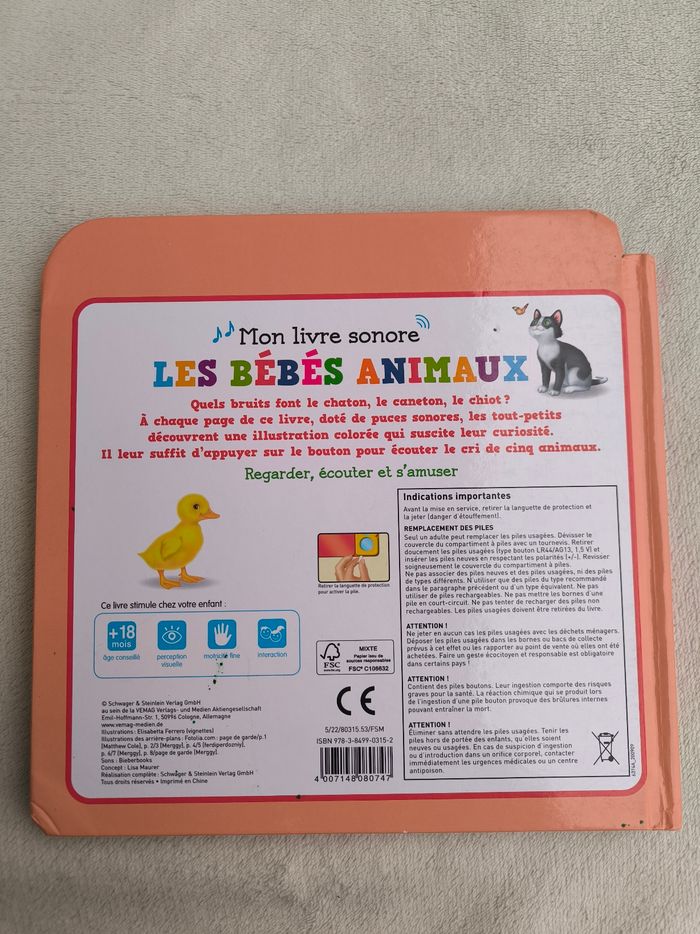 Mon livre sonore
LES BÉBÉS ANIMAUX
Quels bruits font le chaton, le caneton, le chiot ?
À chaque page de ce livre, doté de puces sonores, les tout-petits
découvrent une illustration colorée qui suscite leur curiosité.
Il leur suffit d'appuyer sur le bouton pour écouter le cri de cinq animaux.
Regarder, écouter et s'amuser
Retirer la languette de protection
pour activer la pile.
Ce livre stimule chez votre enfant :
+18
mois
âge conseillé
perception
visuelle
motricité fine
interaction
FSC
www.fsc.org
MIXTE
Papier issu de
sources responsables
FSC® C108632
CE
© Schwager & Steinlein Verlag GmbH
au sein de la VEMAG Verlags- und Medien Aktiengesellschaft
Emil-Hoffmann-Str. 1, 50996 Cologne, Allemagne
www.vemag-medien.de
Illustrations : Elisabetta Ferrero (vignettes)
Illustrations des arrière-plans : Fotolia.com : page de garde/p.1
[Matthew Cole], p. 2/3 [Merggy], p. 4/5 [ferdiperdozniy],
p. 6/7 [Merggy], p. 8/page de garde [Merggy].
Sons : Bieberbooks
Concept : Lisa Maurer
Réalisation complète : Schwager & Steinlein Verlag GmbH
Tous droits réservés • Imprimé en Chine
5/22/80315.53/FSM
ISBN 978-3-8499-0315-2
4 007148 080747
Indications importantes
Avant la mise en service, retirer la languette de protection et
la jeter (danger d'étouffement).
REMPLACEMENT DES PILES
Seul un adulte peut remplacer les piles usagées. Dévisser le
couvercle du compartiment à piles avec un tournevis. Retirer
doucement les piles usagées (type bouton LR44/AG13, 1,5 V) et
insérer les neuves en respectant les polarités (+/-). Revisser
soigneusement le couvercle du compartiment à piles.
Ne pas associer des piles neuves et des piles usagées, ni des piles
de types différents. N'utiliser que des piles du type recommandé
dans le paragraphe précédent ou d'un type équivalent. Ne pas
utiliser de piles rechargeables. Ne pas mettre les bornes d'une
pile en court-circuit. Ne pas tenter de recharger des piles non
rechargeables. Les piles usagées doivent être retirées du livre.
ATTENTION !
Ne jeter en aucun cas les piles usagées avec les déchets ménagers.
Déposer les piles usagées dans les bornes ou bacs de collecte
prévus à cet effet ou les rapporter au point de vente où elles ont été
achetées. Faire un geste écocitoyen et responsable est obligatoire
dans certains pays !
ATTENTION !
Contient des piles boutons. Leur ingestion comporte des risques
graves pour la santé. La réaction chimique qui se produit lors
de l'ingestion d'une pile bouton provoque des brûlures internes
pouvant entraîner la mort.
ATTENTION !
Éliminer sans attendre les piles usagées. Tenir les
piles hors de portée des enfants, qu'elles soient
neuves ou usagées. En cas de suspicion d'ingestion
ou d'introduction dans un orifice corporel, contacter
immédiatement les urgences médicales ou un centre
antipoison.